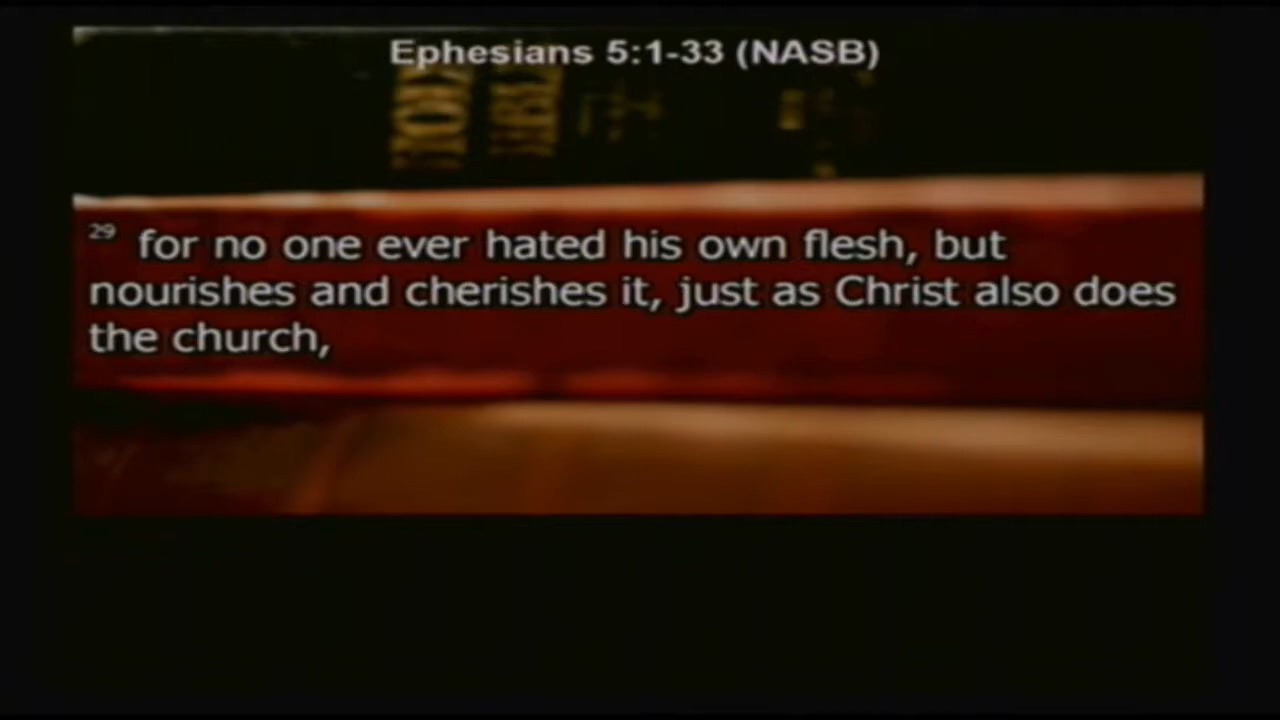 Ephesians 5:1-33 (NASB)
29 for no one ever hated his own flesh, but
nourishes and cherishes it, just as Christ also does
the church,